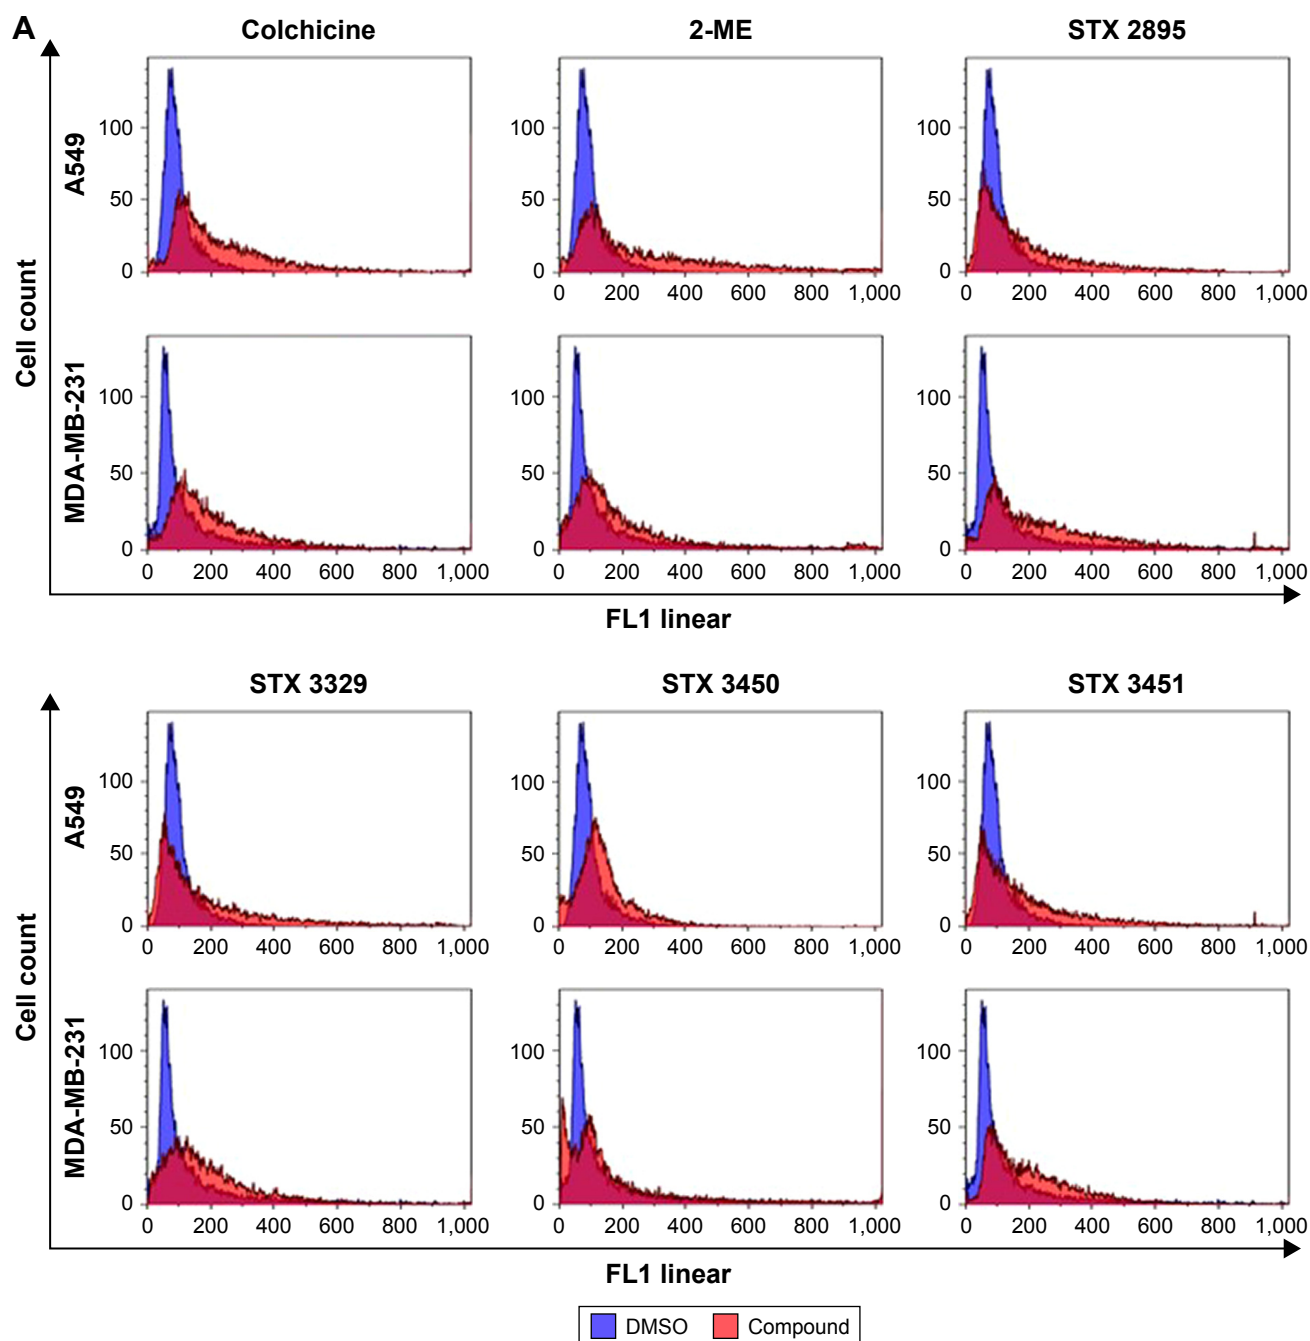 A
Colchicine 2-ME STX 2895
Cell count
A549
100 100 100
50 50 50
0 0 0
0 200 400 600 800 1,000 0 200 400 600 800 1,000
MDA-MB-231
100 100 100
50 50 50
0 0 0
0 200 400 600 800 1,000 0 200 400 600 800 1,000 0 200 400 600 800 1,000
FL1 linear
STX 3329 STX 3450 STX 3451
Cell count
A549
100 100 100
50 50 50
0 0 0
0 200 400 600 800 1,000 0 200 400 600 800 1,000 0 200 400 600 800 1,000
MDA-MB-231
100 100 100
50 50 50
0 0 0
0 200 400 600 800 1,000 0 200 400 600 800 1,000 0 200 400 600 800 1,000
FL1 linear
DMSO Compound